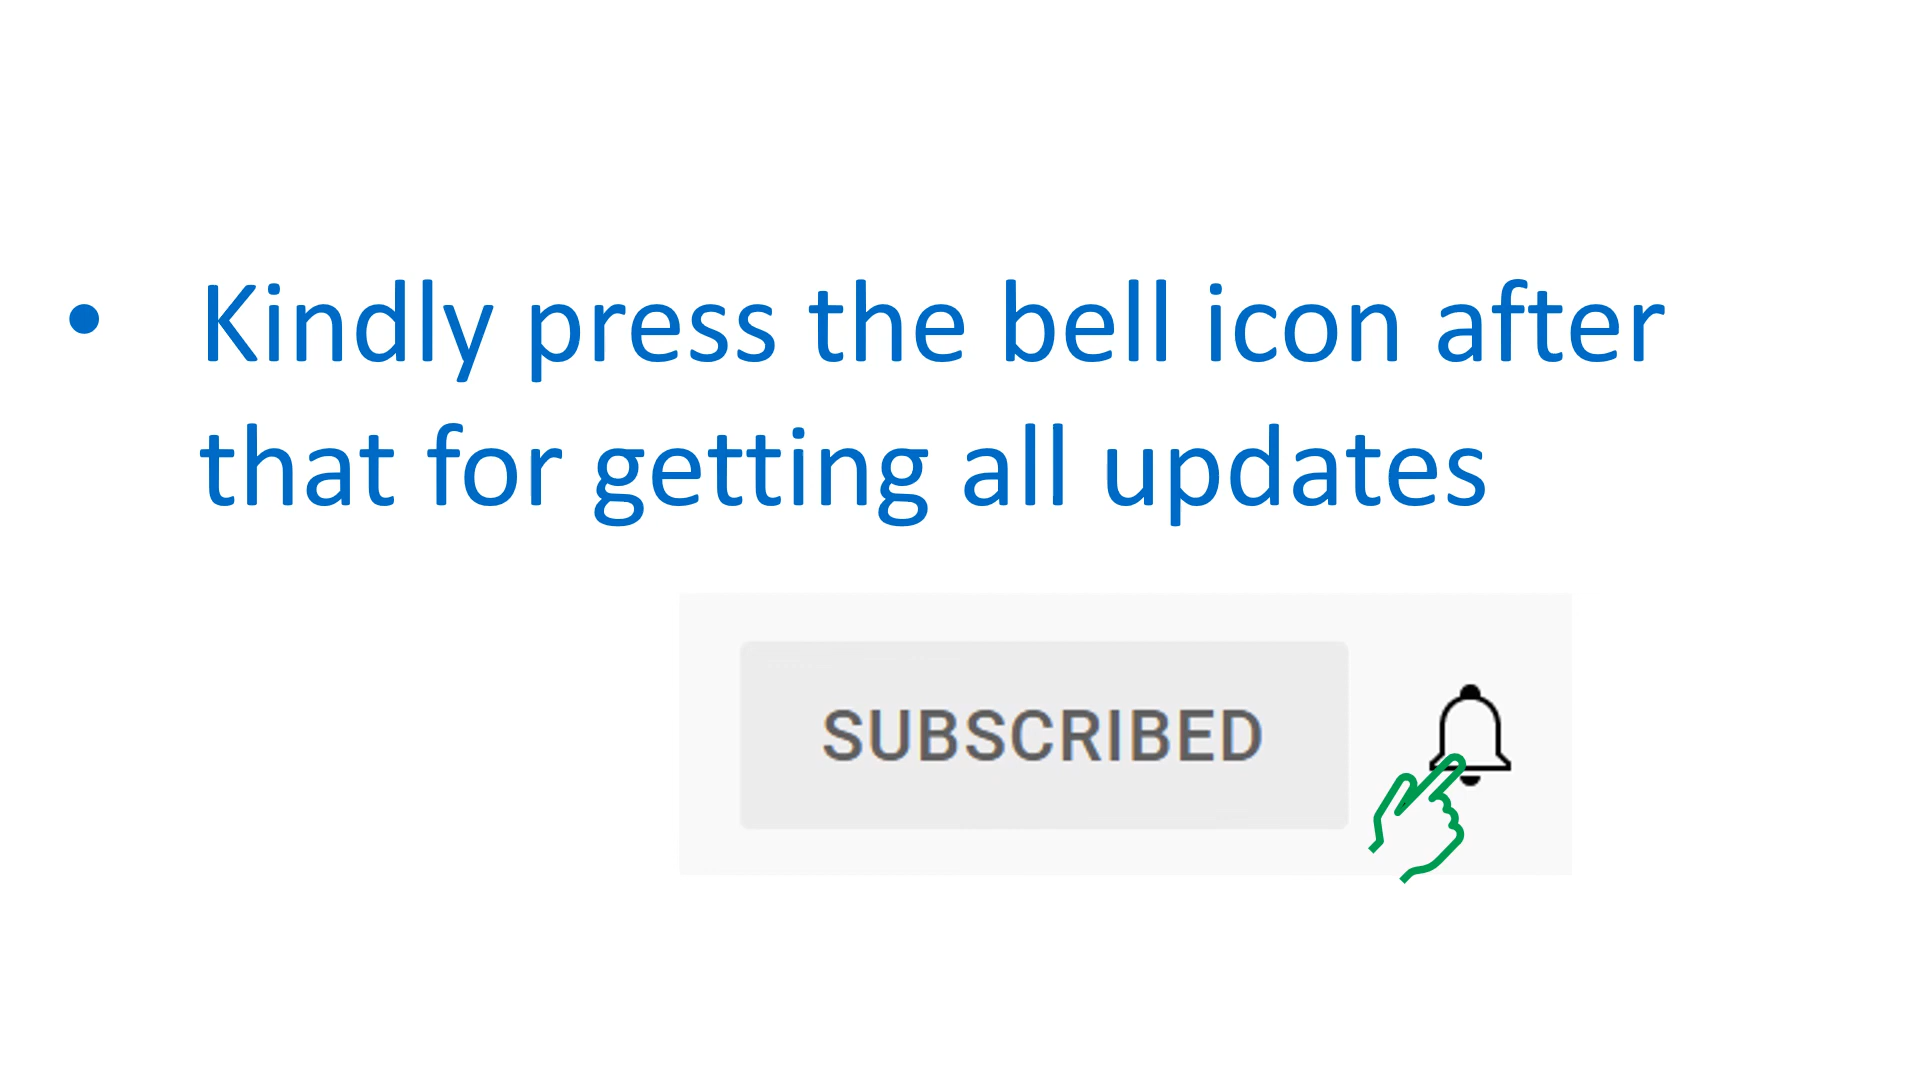 • Kindly press the bell icon after
that for getting all updates
SUBSCRIBED